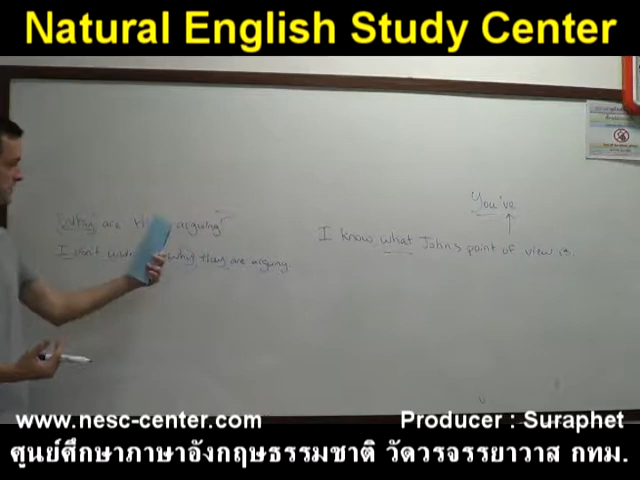 Natural English Study Center
You've
Why are arguing
I know what John's point of view is.
I don't why they are arguing.
www.nesc-center.com
Producer : Suraphet
ศูนย์ศึกษาภาษาอังกฤษธรรมชาติ วัดวรจรรยาวาส กทม.